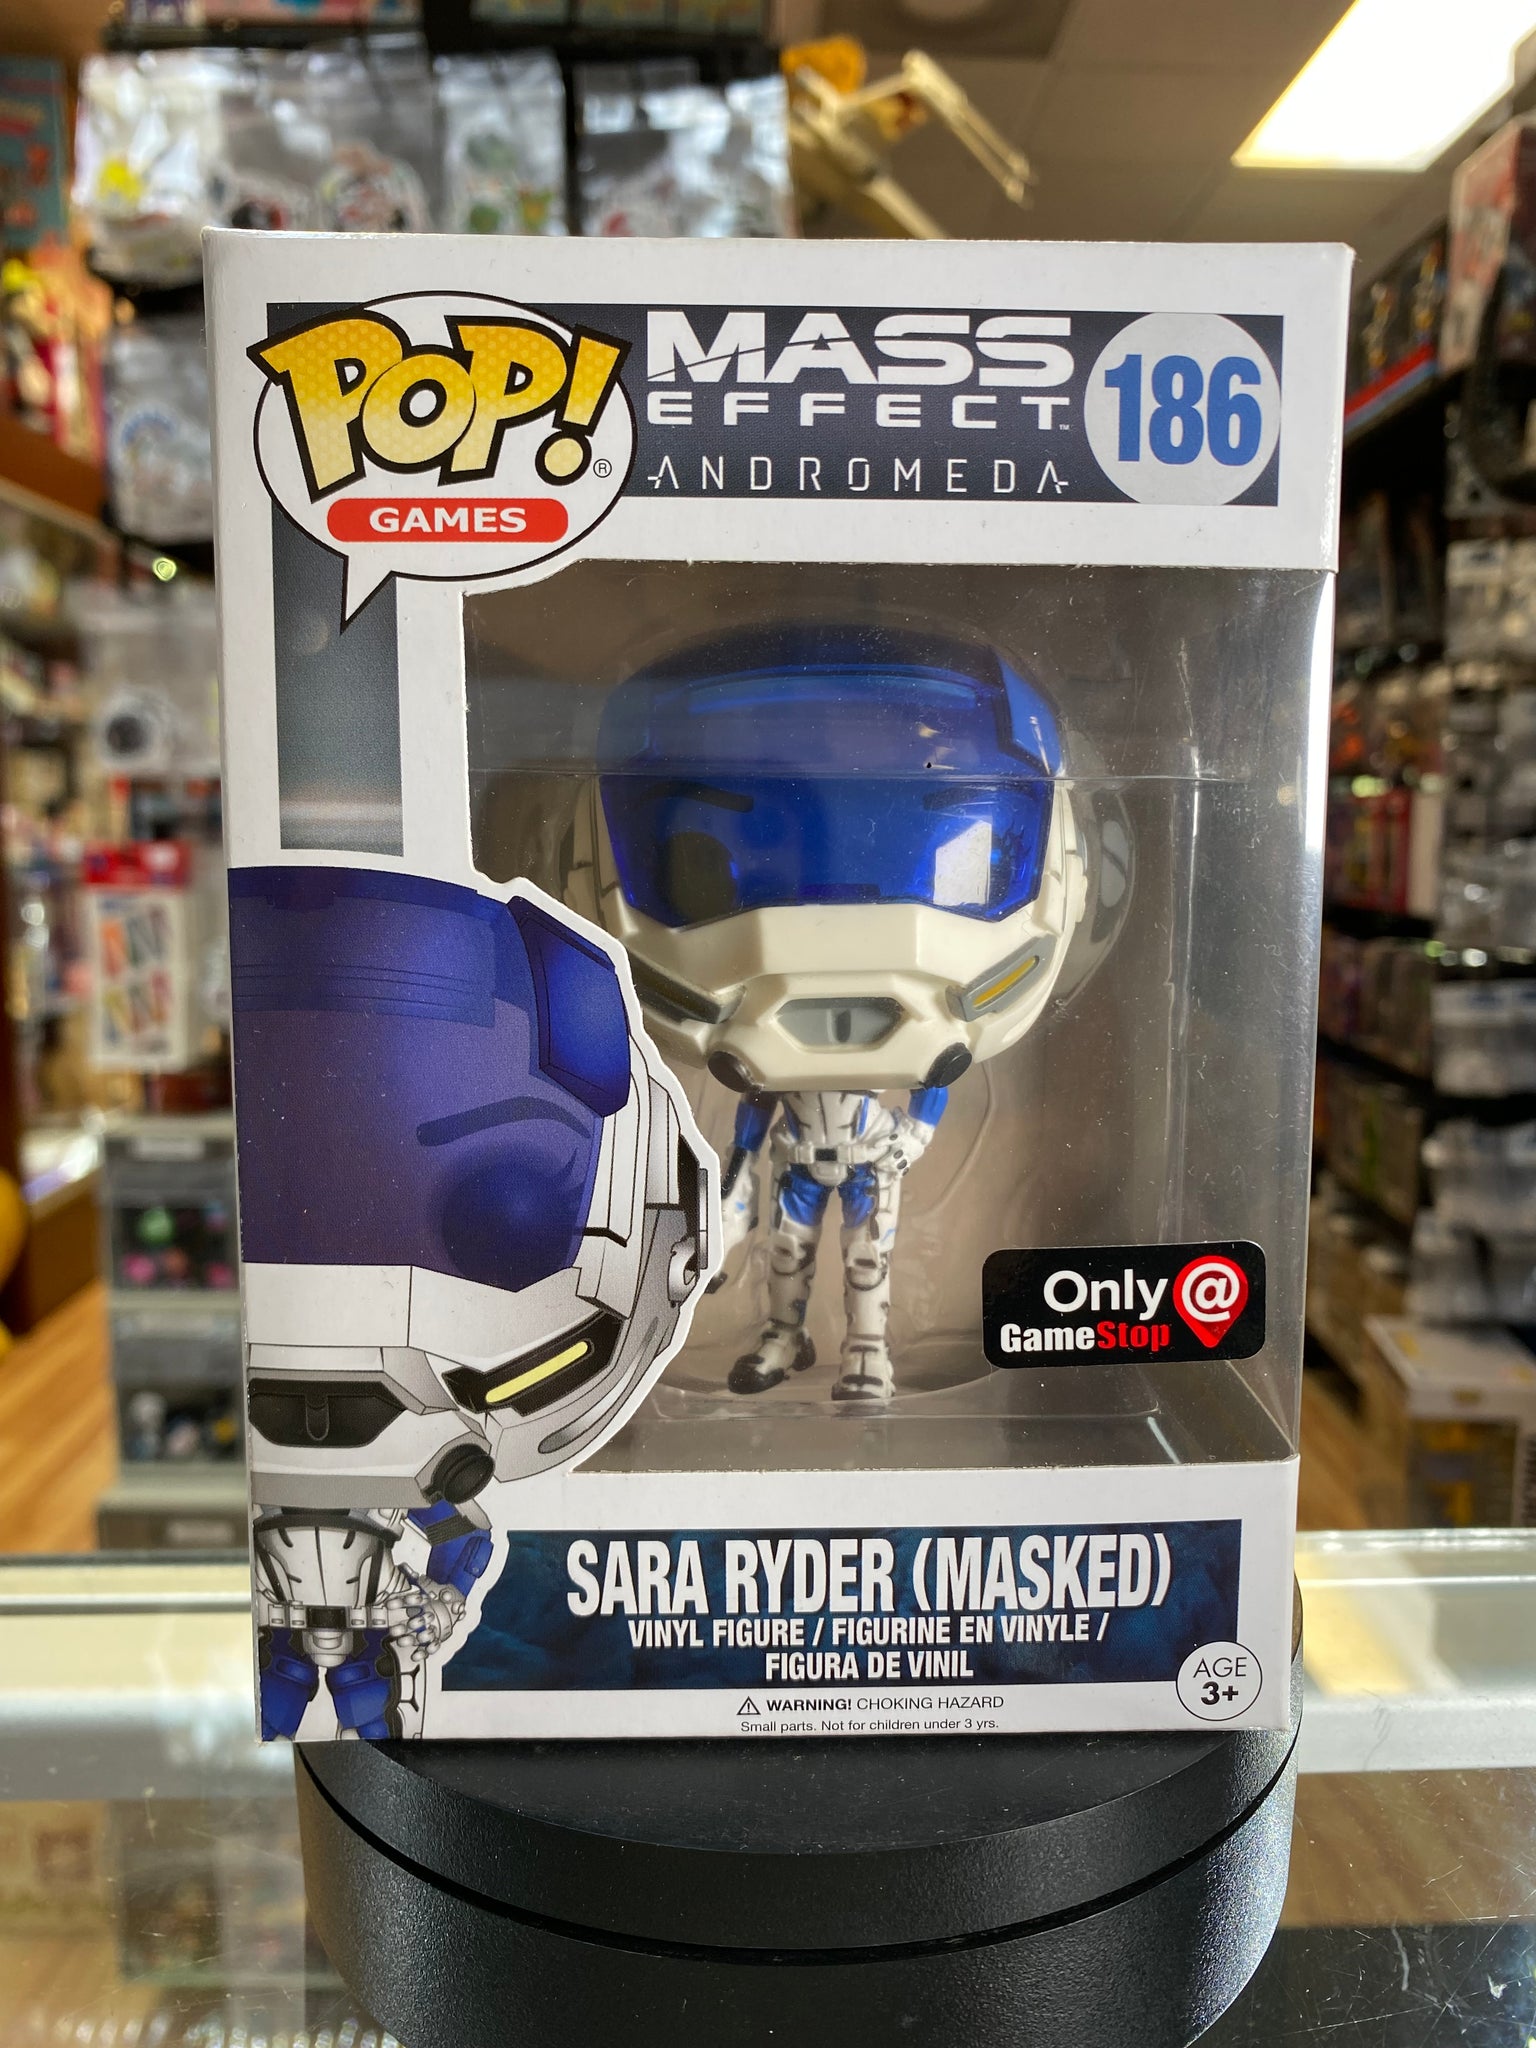 POP!®
GAMES
MASS
EFFECT™
ANDROMEDA
186
Only @
GameStop
SARA RYDER (MASKED)
VINYL FIGURE / FIGURINE EN VINYLE /
FIGURA DE VINIL
AGE
3+
⚠ WARNING! CHOKING HAZARD
Small parts. Not for children under 3 yrs.